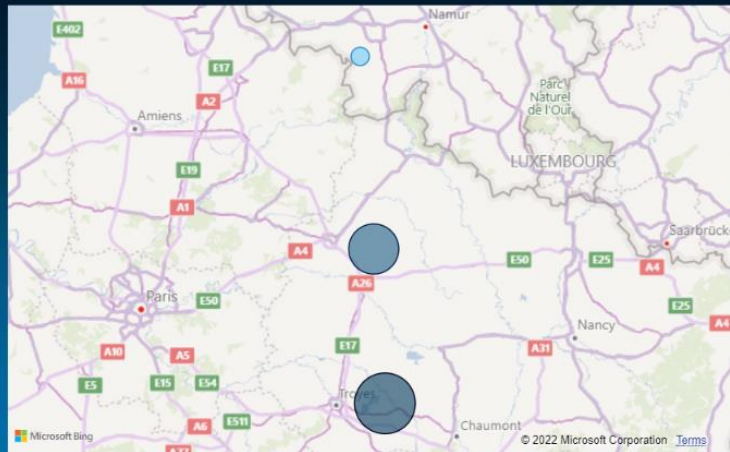 Namur
E402
E17
A16
A2
Parc
Naturel
de l'Our
Amiens
LUXEMBOURG
E19
A1
Saarbrücke
A4
E50
E25
A4
A26
Paris
E50
E25
A4
E17
Nancy
A10
A5
A31
E5
E15
E54
Troyes
A6
E511
Chaumont
Microsoft Bing
A77
© 2022 Microsoft Corporation Terms